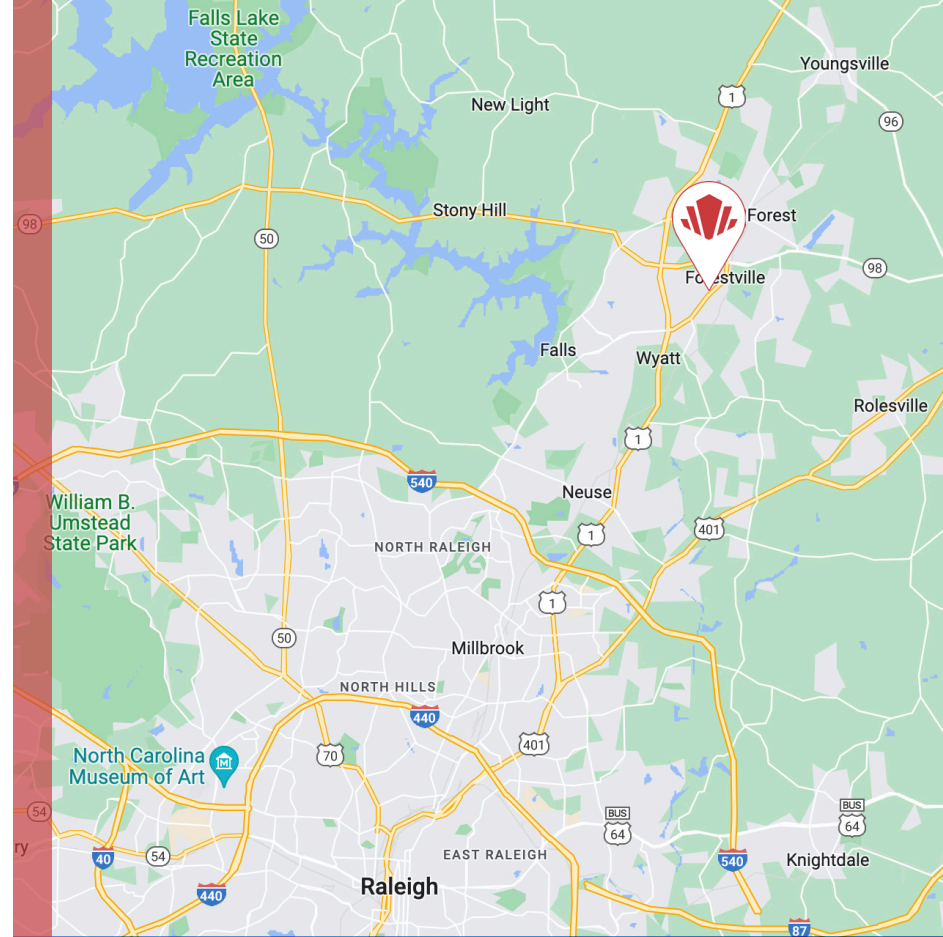 Falls Lake
State
Recreation
Area
Youngsville
1
New Light
96
Stony Hill
Forest
98
50
98
Forestville
Falls
Wyatt
Rolesville
1
540
Neuse
William B.
Umstead
State Park
401
1
NORTH RALEIGH
1
50
Millbrook
NORTH HILLS
440
401
70
North Carolina
Museum of Art
M
54
BUS
64
BUS
64
ry
40
54
EAST RALEIGH
540
Knightdale
Raleigh
440
87